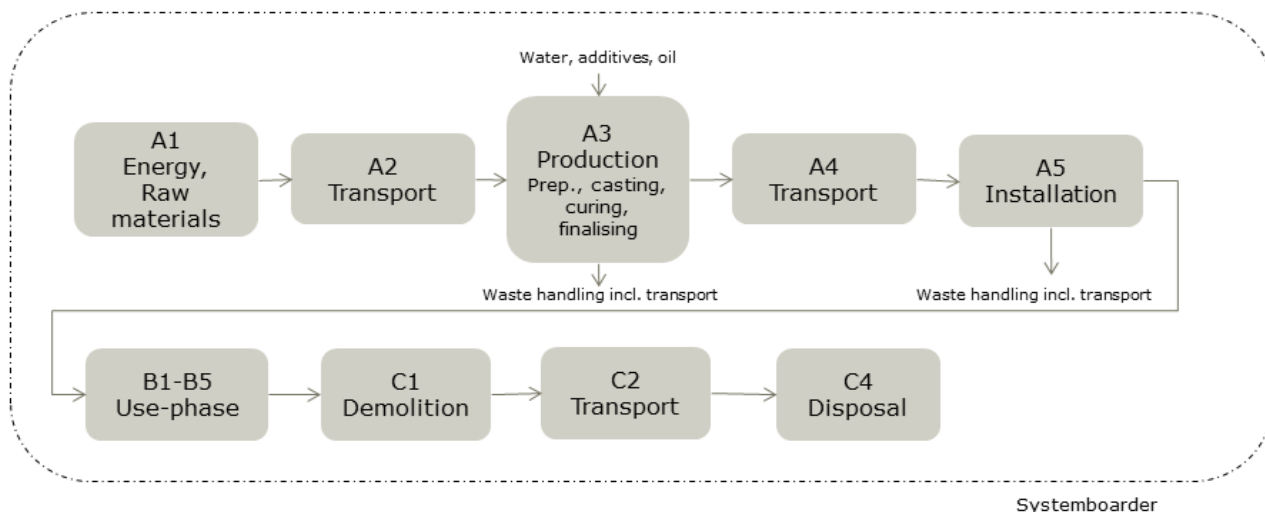 Water, additives, oil
A1
Energy,
Raw
materials
A2
Transport
A3
Production
Prep., casting,
curing,
finalising
A4
Transport
A5
Installation
Waste handling incl. transport
Waste handling incl. transport
B1-B5
Use-phase
C1
Demolition
C2
Transport
C4
Disposal
Systemboarder